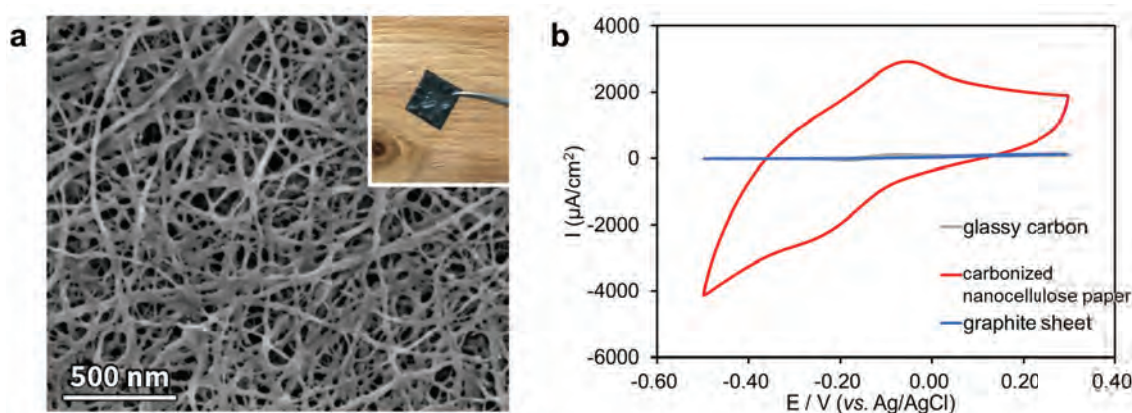 a
500 nm
b
4000
2000
0
-2000
-4000
-6000
I (µA/cm²)
-0.60 -0.40 -0.20 0.00 0.20 0.40
E / V (vs. Ag/AgCl)
glassy carbon
carbonized
nanocellulose paper
graphite sheet